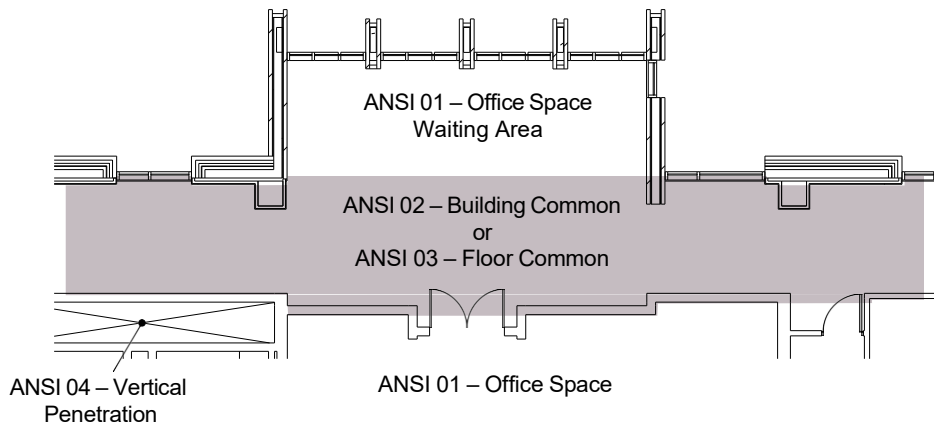 ANSI 01 – Office Space
Waiting Area
ANSI 02 – Building Common
or
ANSI 03 – Floor Common
ANSI 04 – Vertical
Penetration
ANSI 01 – Office Space